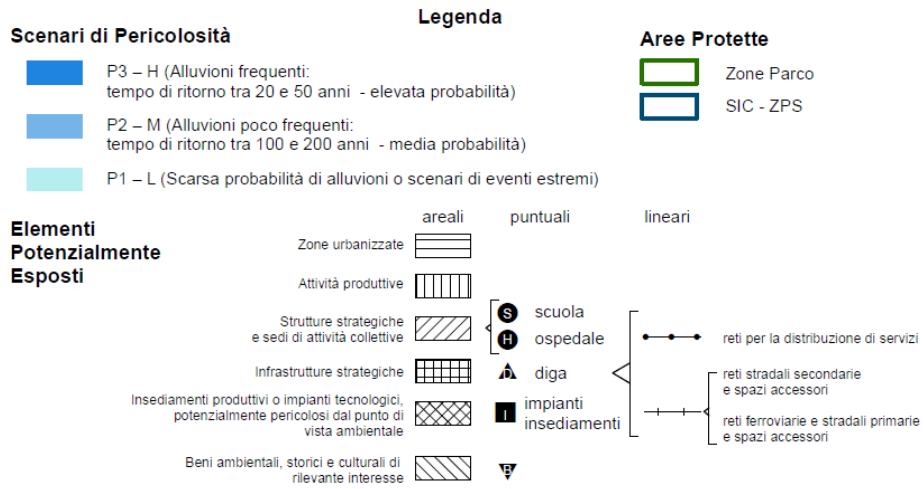 Legenda
Scenari di Pericolosità
P3 – H (Alluvioni frequenti:
tempo di ritorno tra 20 e 50 anni - elevata probabilità)
P2 – M (Alluvioni poco frequenti:
tempo di ritorno tra 100 e 200 anni - media probabilità)
P1 – L (Scarsa probabilità di alluvioni o scenari di eventi estremi)
Aree Protette
Zone Parco
SIC - ZPS
Elementi
Potenzialmente
Esposti
areali
puntuali
lineari
Zone urbanizzate
Attività produttive
Strutture strategiche
e sedi di attività collettive
S scuola
H ospedale
Infrastrutture strategiche
D diga
Insediamenti produttivi o impianti tecnologici,
potenzialmente pericolosi dal punto di
vista ambientale
I impianti
insediamenti
Beni ambientali, storici e culturali di
rilevante interesse
B
reti per la distribuzione di servizi
reti stradali secondarie
e spazi accessori
reti ferroviarie e stradali primarie
e spazi accessori